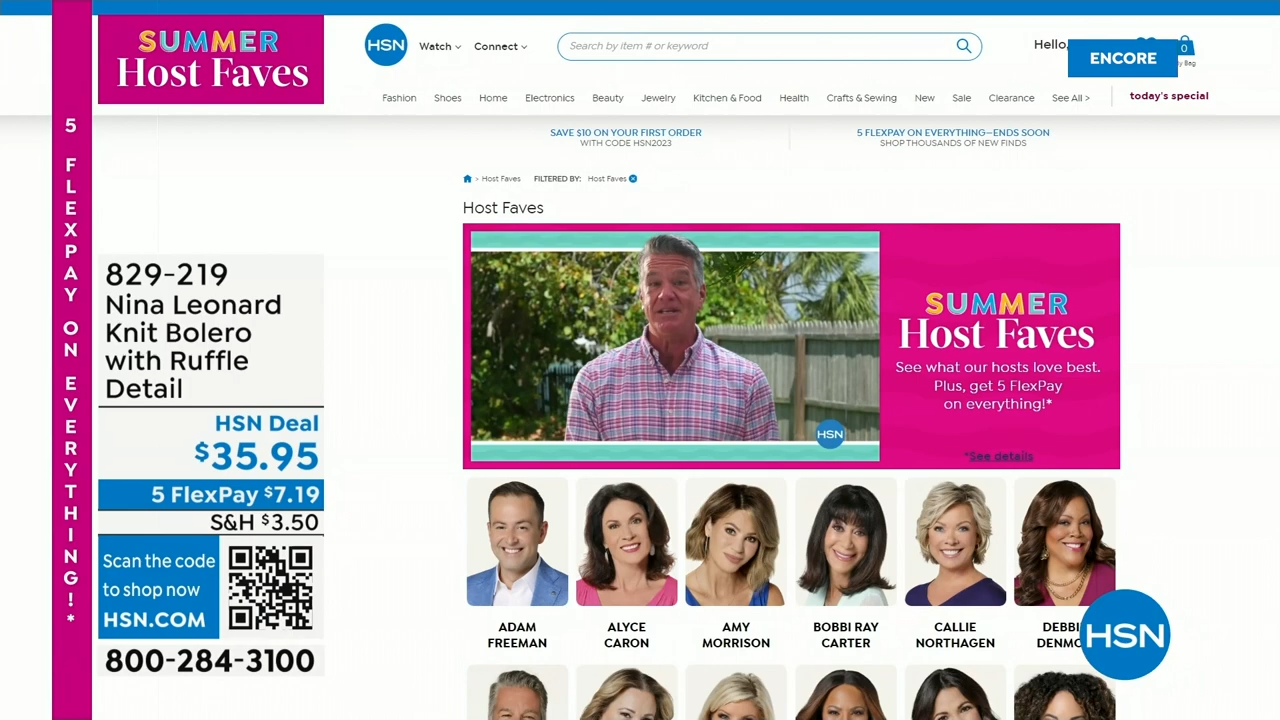 SUMMER
Host Faves
5 FLEXPAY ON EVERYTHING!*
829-219
Nina Leonard
Knit Bolero
with Ruffle
Detail
HSN Deal
$35.95
5 FlexPay $7.19
S&H $3.50
Scan the code
to shop now
HSN.COM
800-284-3100
HSN
Watch
Connect
Search by item # or keyword
Hello,
ENCORE
0
Bag
Fashion
Shoes
Home
Electronics
Beauty
Jewelry
Kitchen & Food
Health
Crafts & Sewing
New
Sale
Clearance
See All >
today's special
SAVE $10 ON YOUR FIRST ORDER
WITH CODE HSN2023
5 FLEXPAY ON EVERYTHING—ENDS SOON
SHOP THOUSANDS OF NEW FINDS
> Host Faves
FILTERED BY: Host Faves
Host Faves
HSN
SUMMER
Host Faves
See what our hosts love best.
Plus, get 5 FlexPay
on everything!*
*See details
ADAM
FREEMAN
ALYCE
CARON
AMY
MORRISON
BOBBI RAY
CARTER
CALLIE
NORTHAGEN
HSN